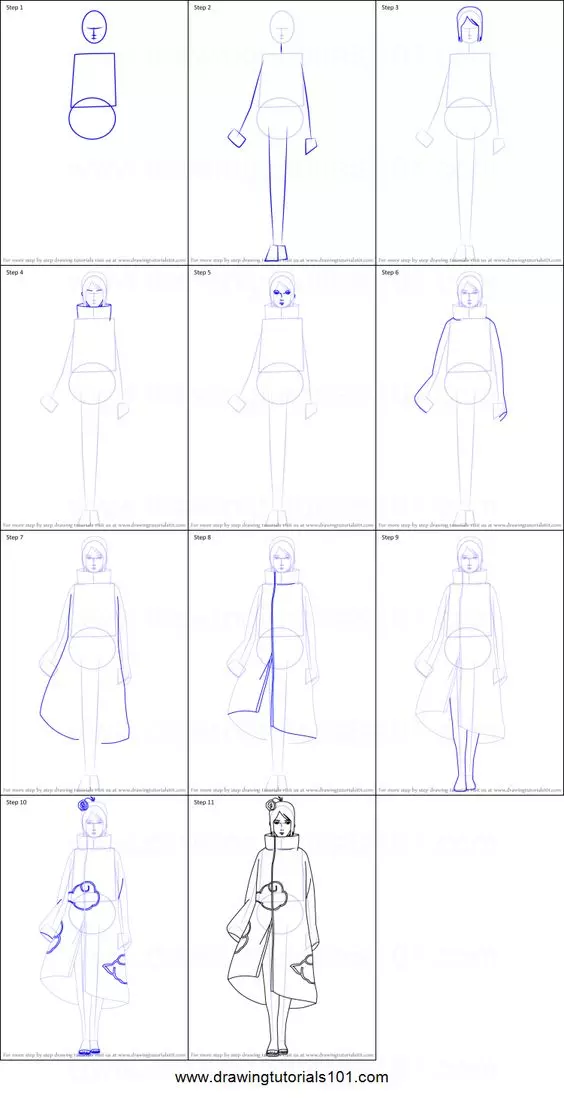 Step 1
Step 2
Step 3
For more step by step drawing tutorials visit us at www.drawingtutorials101.com
For more step by step drawing tutorials visit us at www.drawingtutorials101.com
For more step by step drawing tutorials visit us at www.drawingtutorials101.com
Step 4
Step 5
Step 6
For more step by step drawing tutorials visit us at www.drawingtutorials101.com
For more step by step drawing tutorials visit us at www.drawingtutorials101.com
For more step by step drawing tutorials visit us at www.drawingtutorials101.com
Step 7
Step 8
Step 9
For more step by step drawing tutorials visit us at www.drawingtutorials101.com
For more step by step drawing tutorials visit us at www.drawingtutorials101.com
For more step by step drawing tutorials visit us at www.drawingtutorials101.com
Step 10
Step 11
For more step by step drawing tutorials visit us at www.drawingtutorials101.com
For more step by step drawing tutorials visit us at www.drawingtutorials101.com
www.drawingtutorials101.com